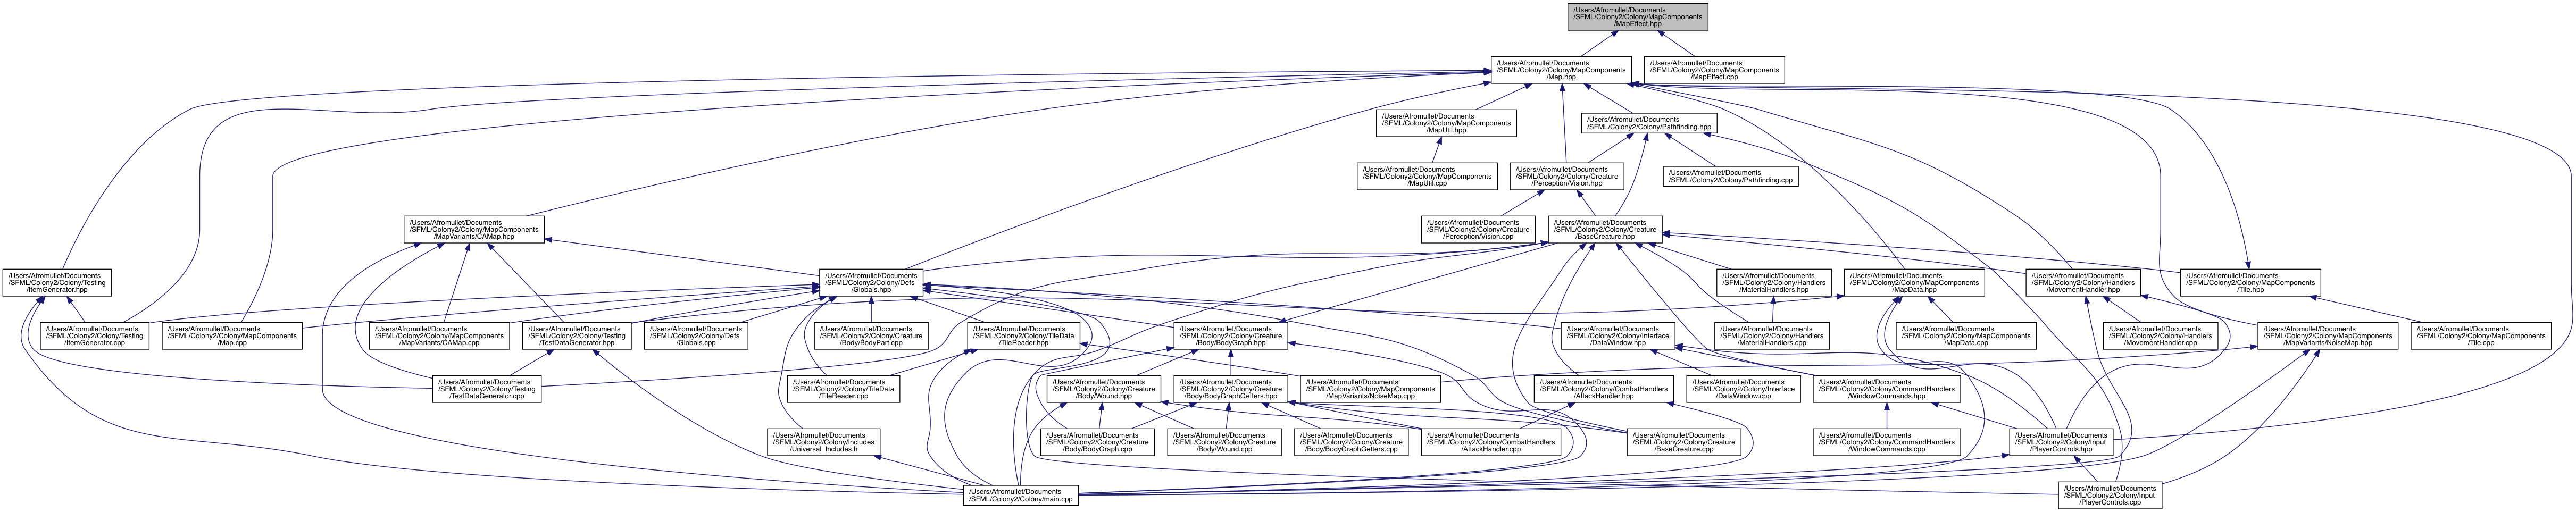 /Users/Afromullet/Documents
/SFML/Colony2/Colony/MapComponents
/MapEffect.hpp
/Users/Afromullet/Documents
/SFML/Colony2/Colony/MapComponents
/Map.hpp
/Users/Afromullet/Documents
/SFML/Colony2/Colony/MapComponents
/MapEffect.cpp
/Users/Afromullet/Documents
/SFML/Colony2/Colony/MapComponents
/MapUtil.hpp
/Users/Afromullet/Documents
/SFML/Colony2/Colony/Pathfinding.hpp
/Users/Afromullet/Documents
/SFML/Colony2/Colony/MapComponents
/MapUtil.cpp
/Users/Afromullet/Documents
/SFML/Colony2/Colony/Creature
/Perception/Vision.hpp
/Users/Afromullet/Documents
/SFML/Colony2/Colony/Pathfinding.cpp
/Users/Afromullet/Documents
/SFML/Colony2/Colony/MapComponents
/MapVariants/CAMap.hpp
/Users/Afromullet/Documents
/SFML/Colony2/Colony/Creature
/Perception/Vision.cpp
/Users/Afromullet/Documents
/SFML/Colony2/Colony/Creature
/BaseCreature.hpp
/Users/Afromullet/Documents
/SFML/Colony2/Colony/Testing
/ItemGenerator.hpp
/Users/Afromullet/Documents
/SFML/Colony2/Colony/Defs
/Globals.hpp
/Users/Afromullet/Documents
/SFML/Colony2/Colony/Handlers
/MaterialHandlers.hpp
/Users/Afromullet/Documents
/SFML/Colony2/Colony/MapComponents
/MapData.hpp
/Users/Afromullet/Documents
/SFML/Colony2/Colony/Handlers
/MovementHandler.hpp
/Users/Afromullet/Documents
/SFML/Colony2/Colony/MapComponents
/Tile.hpp
/Users/Afromullet/Documents
/SFML/Colony2/Colony/Testing
/ItemGenerator.cpp
/Users/Afromullet/Documents
/SFML/Colony2/Colony/MapComponents
/Map.cpp
/Users/Afromullet/Documents
/SFML/Colony2/Colony/MapComponents
/MapVariants/CAMap.cpp
/Users/Afromullet/Documents
/SFML/Colony2/Colony/Testing
/TestDataGenerator.hpp
/Users/Afromullet/Documents
/SFML/Colony2/Colony/Defs
/Globals.cpp
/Users/Afromullet/Documents
/SFML/Colony2/Colony/Creature
/Body/BodyPart.cpp
/Users/Afromullet/Documents
/SFML/Colony2/Colony/TileData
/TileReader.hpp
/Users/Afromullet/Documents
/SFML/Colony2/Colony/Creature
/Body/BodyGraph.hpp
/Users/Afromullet/Documents
/SFML/Colony2/Colony/Interface
/DataWindow.hpp
/Users/Afromullet/Documents
/SFML/Colony2/Colony/Handlers
/MaterialHandlers.cpp
/Users/Afromullet/Documents
/SFML/Colony2/Colony/MapComponents
/MapData.cpp
/Users/Afromullet/Documents
/SFML/Colony2/Colony/Handlers
/MovementHandler.cpp
/Users/Afromullet/Documents
/SFML/Colony2/Colony/MapComponents
/MapVariants/NoiseMap.hpp
/Users/Afromullet/Documents
/SFML/Colony2/Colony/MapComponents
/Tile.cpp
/Users/Afromullet/Documents
/SFML/Colony2/Colony/Testing
/TestDataGenerator.cpp
/Users/Afromullet/Documents
/SFML/Colony2/Colony/TileData
/TileReader.cpp
/Users/Afromullet/Documents
/SFML/Colony2/Colony/Creature
/Body/Wound.hpp
/Users/Afromullet/Documents
/SFML/Colony2/Colony/Creature
/Body/BodyGraphGetters.hpp
/Users/Afromullet/Documents
/SFML/Colony2/Colony/MapComponents
/MapVariants/NoiseMap.cpp
/Users/Afromullet/Documents
/SFML/Colony2/Colony/CombatHandlers
/AttackHandler.hpp
/Users/Afromullet/Documents
/SFML/Colony2/Colony/Interface
/DataWindow.cpp
/Users/Afromullet/Documents
/SFML/Colony2/Colony/CommandHandlers
/WindowCommands.hpp
/Users/Afromullet/Documents
/SFML/Colony2/Colony/Includes
/Universal_Includes.h
/Users/Afromullet/Documents
/SFML/Colony2/Colony/Creature
/Body/BodyGraph.cpp
/Users/Afromullet/Documents
/SFML/Colony2/Colony/Creature
/Body/Wound.cpp
/Users/Afromullet/Documents
/SFML/Colony2/Colony/Creature
/Body/BodyGraphGetters.cpp
/Users/Afromullet/Documents
/SFML/Colony2/Colony/CombatHandlers
/AttackHandler.cpp
/Users/Afromullet/Documents
/SFML/Colony2/Colony/Creature
/BaseCreature.cpp
/Users/Afromullet/Documents
/SFML/Colony2/Colony/CommandHandlers
/WindowCommands.cpp
/Users/Afromullet/Documents
/SFML/Colony2/Colony/Input
/PlayerControls.hpp
/Users/Afromullet/Documents
/SFML/Colony2/Colony/main.cpp
/Users/Afromullet/Documents
/SFML/Colony2/Colony/Input
/PlayerControls.cpp